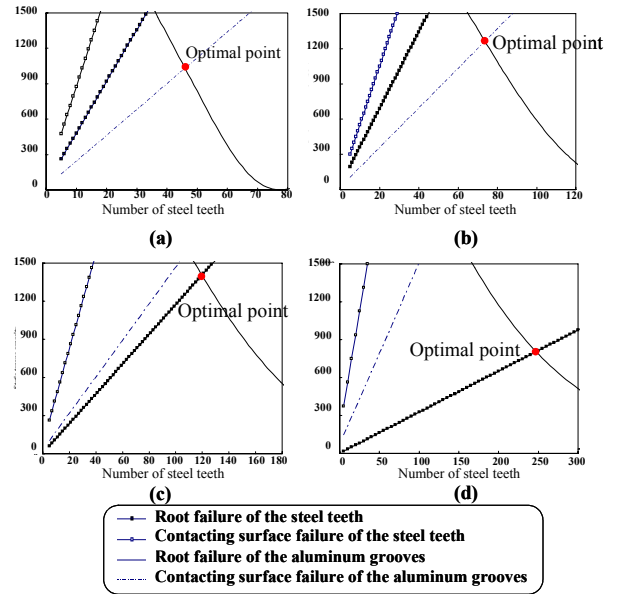 1500
1200
900
600
300
0
Optimal point
0 10 20 30 40 50 60 70 80
Number of steel teeth
(a)
1500
1200
900
600
300
0
Optimal point
0 20 40 60 80 100 120
Number of steel teeth
(b)
1500
1200
900
600
300
0
Optimal point
0 20 40 60 80 100 120 140 160 180
Number of steel teeth
(c)
1500
1200
900
600
300
0
Optimal point
0 50 100 150 200 250 300
Number of steel teeth
(d)
Root failure of the steel teeth
Contacting surface failure of the steel teeth
Root failure of the aluminum grooves
Contacting surface failure of the aluminum grooves